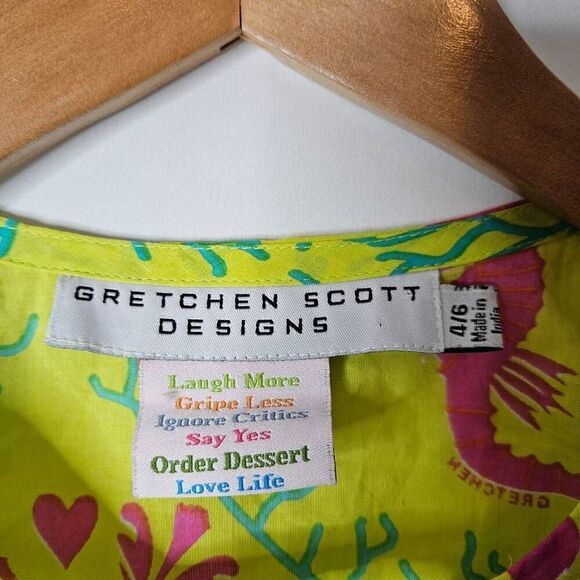 GRETCHEN SCOTT
DESIGNS
4/6
Made in
India
Laugh More
Gripe Less
Ignore Critics
Say Yes
Order Dessert
Love Life
GRETCHEN